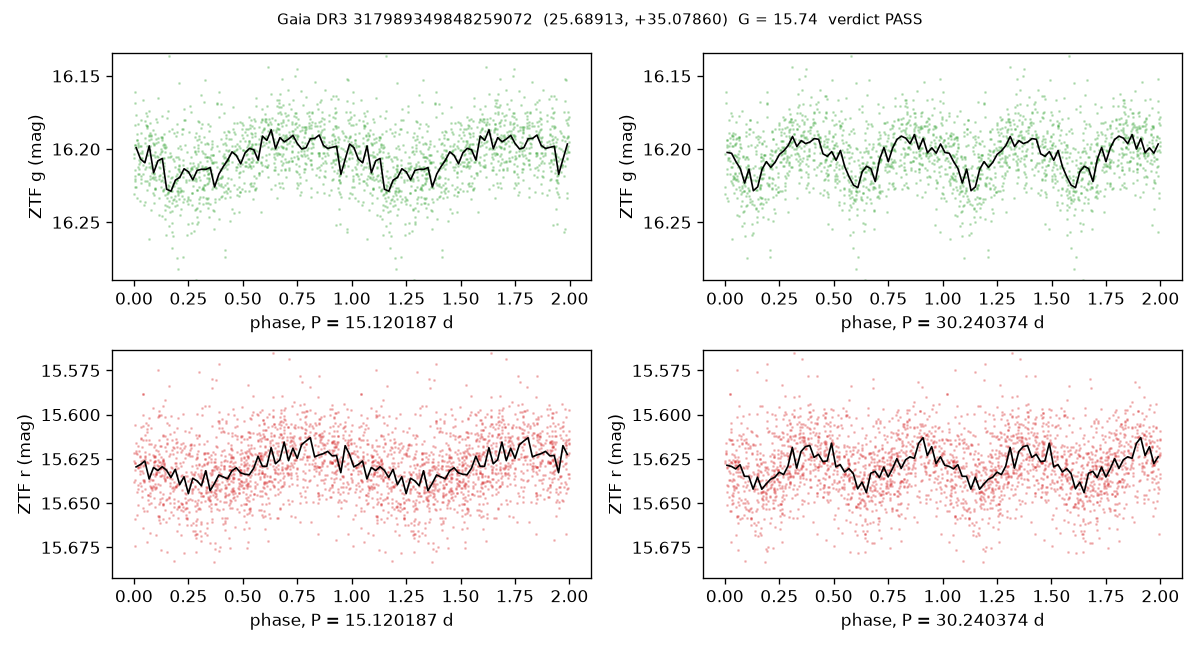 Gaia DR3 317989349848259072 (25.68913, +35.07860) G = 15.74 verdict PASS
ZTF g (mag)
16.15
16.20
16.25
0.00 0.25 0.50 0.75 1.00 1.25 1.50 1.75 2.00
phase, P = 15.120187 d
ZTF g (mag)
16.15
16.20
16.25
0.00 0.25 0.50 0.75 1.00 1.25 1.50 1.75 2.00
phase, P = 30.240374 d
ZTF r (mag)
15.575
15.600
15.625
15.650
15.675
0.00 0.25 0.50 0.75 1.00 1.25 1.50 1.75 2.00
phase, P = 15.120187 d
ZTF r (mag)
15.575
15.600
15.625
15.650
15.675
0.00 0.25 0.50 0.75 1.00 1.25 1.50 1.75 2.00
phase, P = 30.240374 d